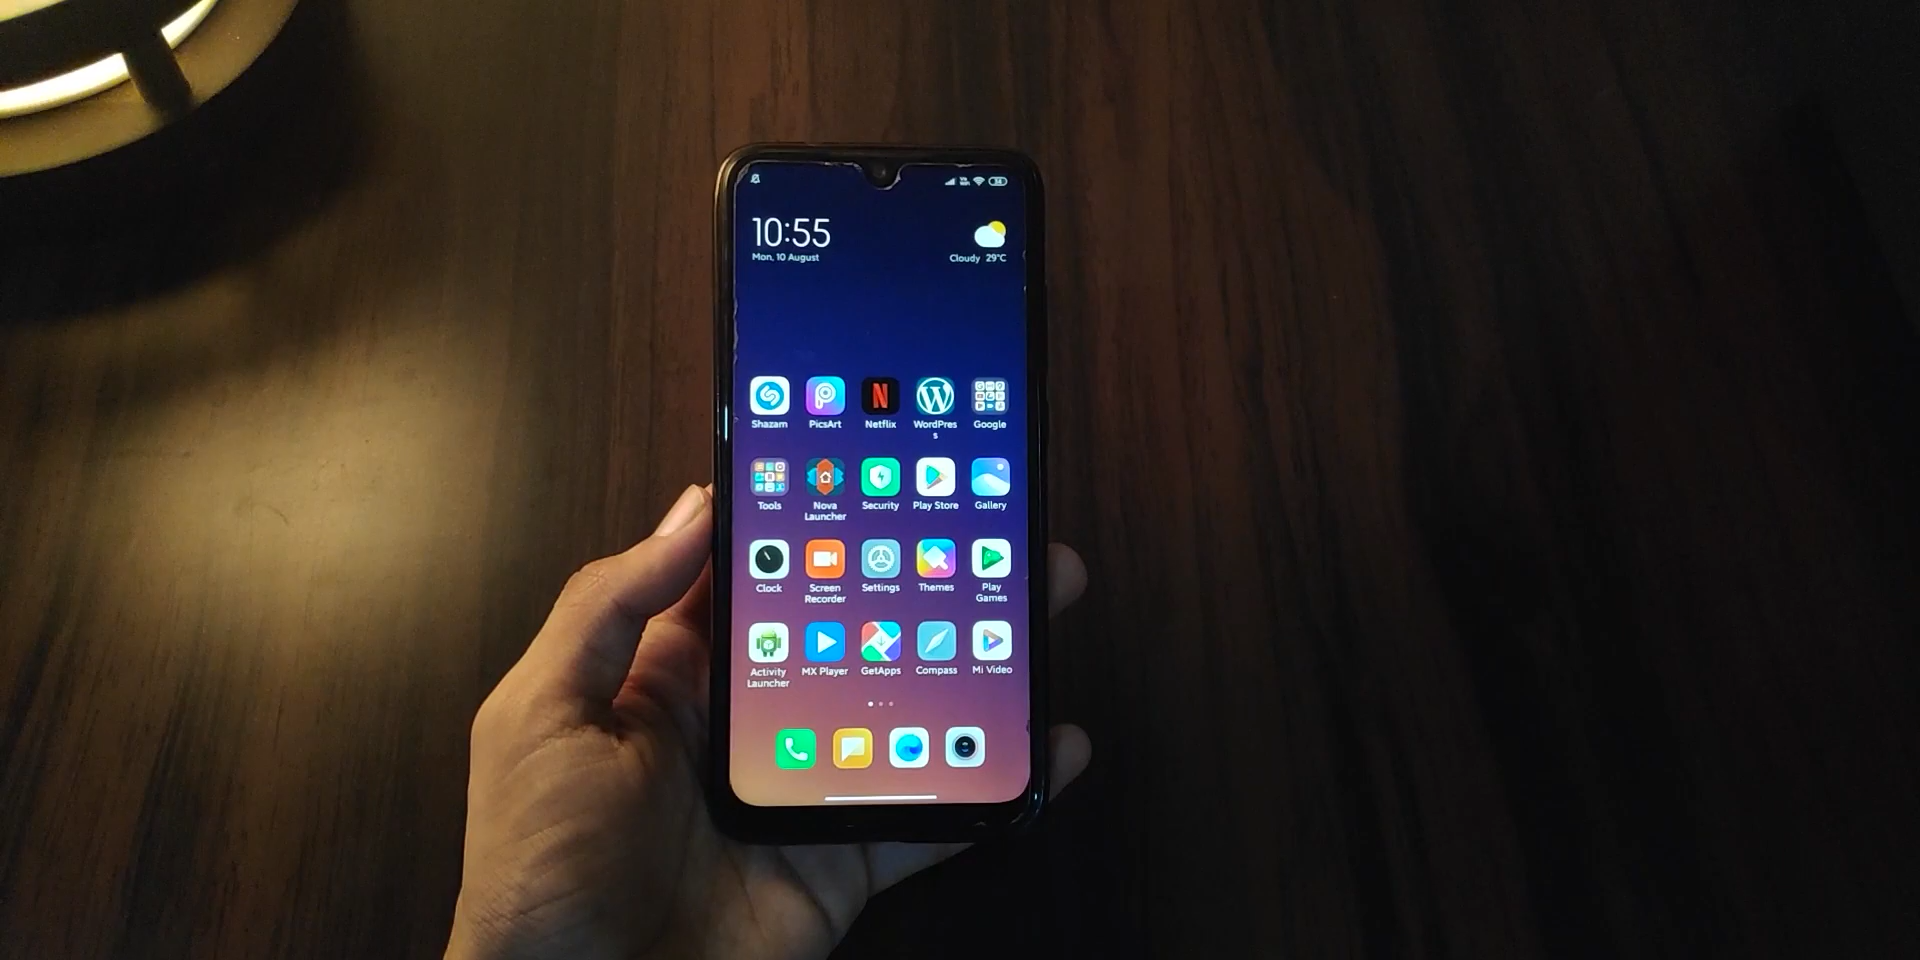 10:55
Mon, 10 August
Cloudy 29°C
Shazam PicsArt Netflix WordPres Google
s
Tools Nova Security Play Store Gallery
Launcher
Clock Screen Settings Themes Play
Recorder Games
Activity MX Player GetApps Compass Mi Video
Launcher